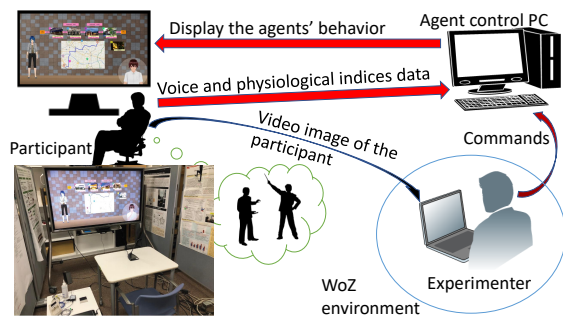 Display the agents' behavior
Agent control PC
Voice and physiological indices data
Video image of the
participant
Commands
Participant
WoZ
environment
Experimenter